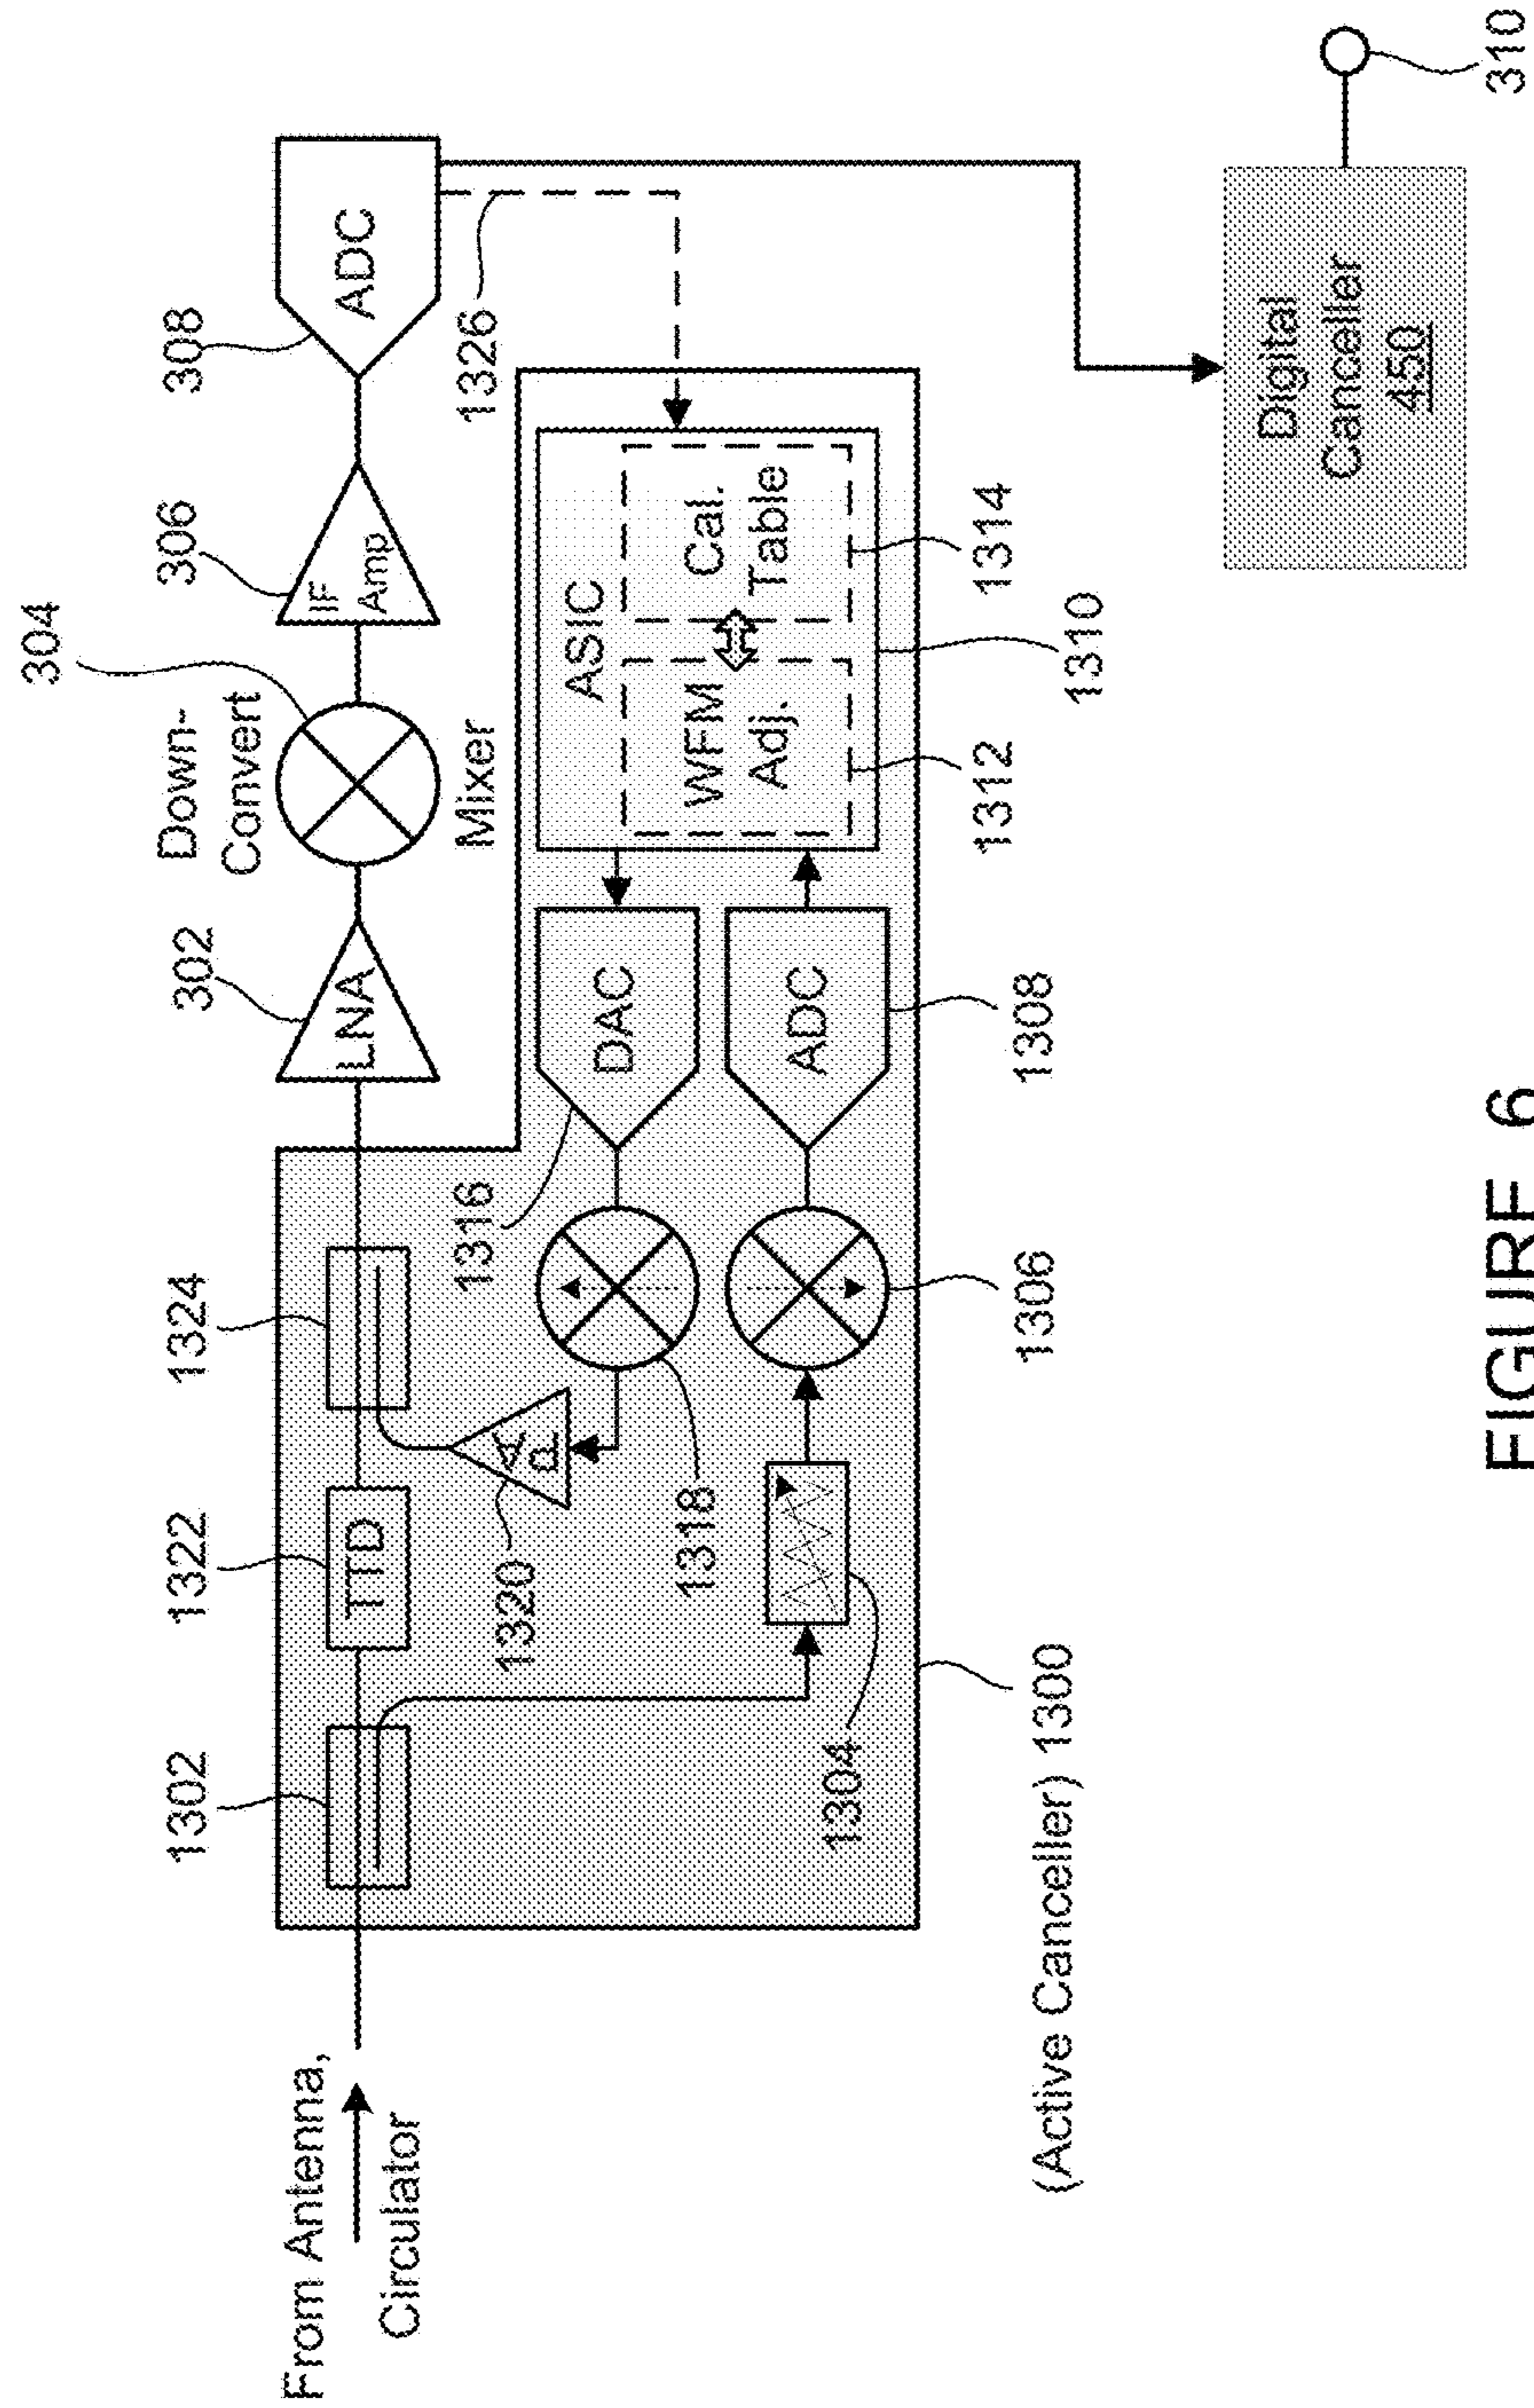 304
308
306
Down-
Convert
302
1324
1322
1302
From Antenna,
Circulator
TTD
LNA
Mixer
IF
Amp
ADC
1326
1316
PA
1320
1318
DAC
ASIC
WFM
Adj.
Cal.
Table
ADC
1304
1306
1308
1312
1314
1310
(Active Canceller) 1300
Digital
Canceller
450
310
FIGURE 6